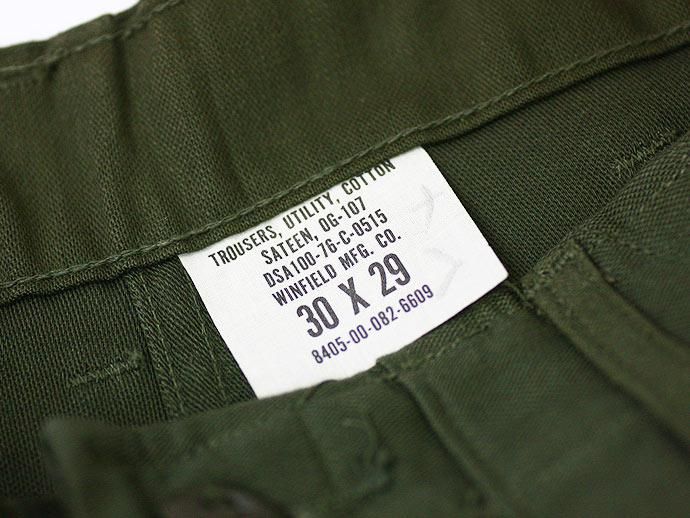 TROUSERS, UTILITY, COTTON
SATEEN, OG-107
DSA100-76-C-0515
WINFIELD MFG. CO.
30 X 29
8405-00-082-6609